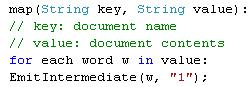 map(String key, String value):
// key: document name
// value: document contents
for each word w in value:
EmitIntermediate(w, "1");